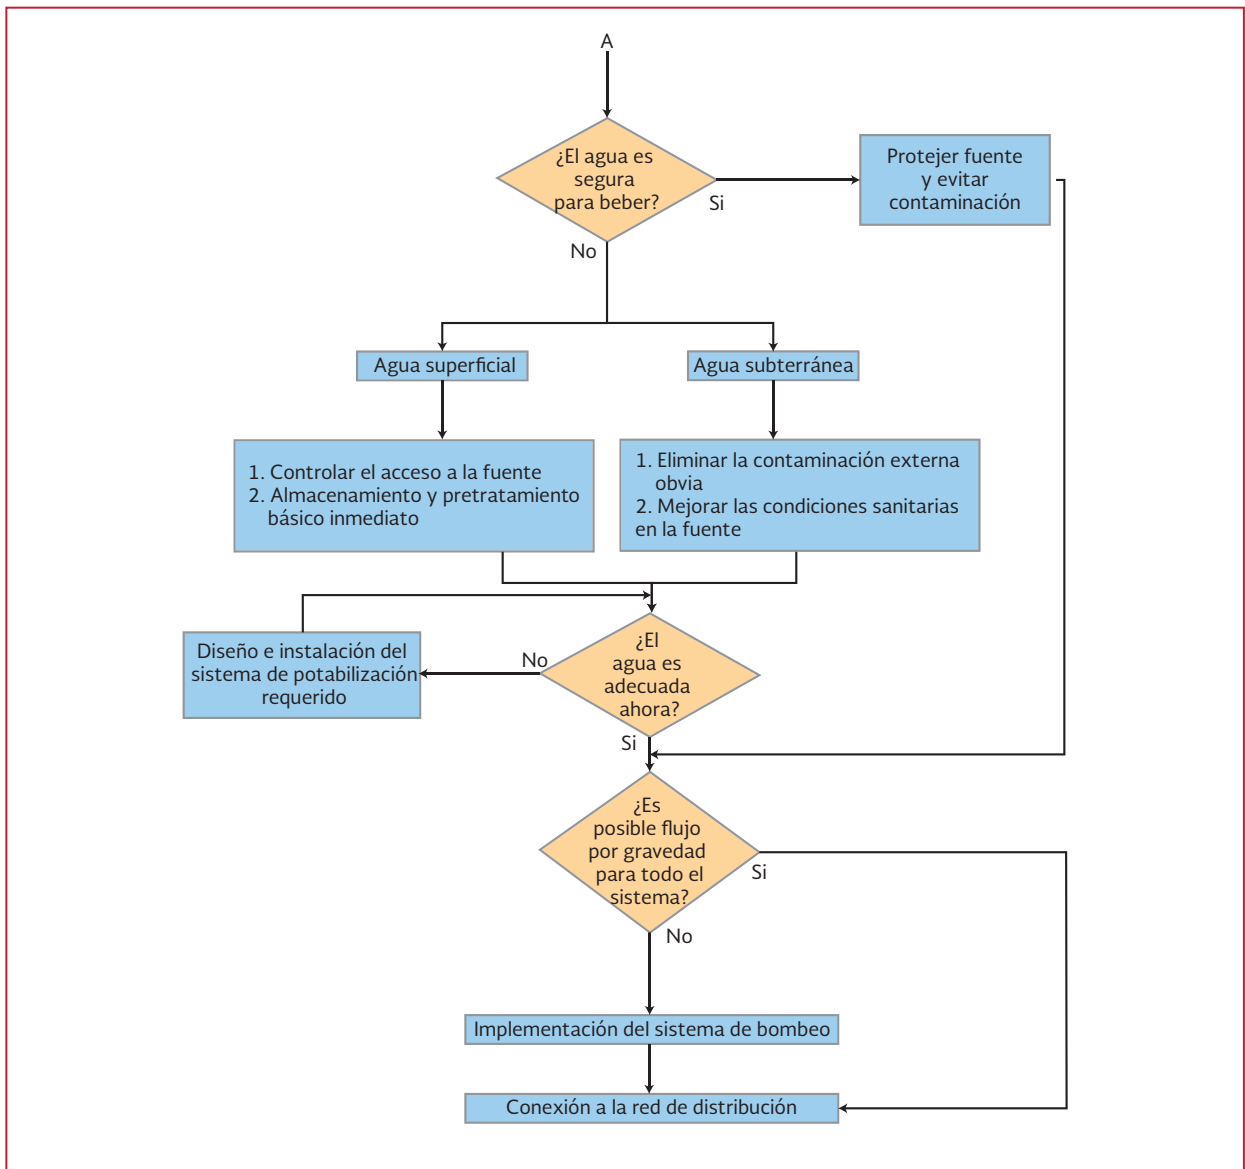 A
¿El agua es
segura
para beber?
Si
No
Protejer fuente
y evitar
contaminación
Agua superficial
Agua subterránea
1. Controlar el acceso a la fuente
2. Almacenamiento y pretratamiento
básico inmediato
1. Eliminar la contaminación externa
obvia
2. Mejorar las condiciones sanitarias
en la fuente
Diseño e instalación del
sistema de potabilización
requerido
No
¿El
agua es
adecuada
ahora?
Si
¿Es
posible flujo
por gravedad
para todo el
sistema?
Si
No
Implementación del sistema de bombeo
Conexión a la red de distribución